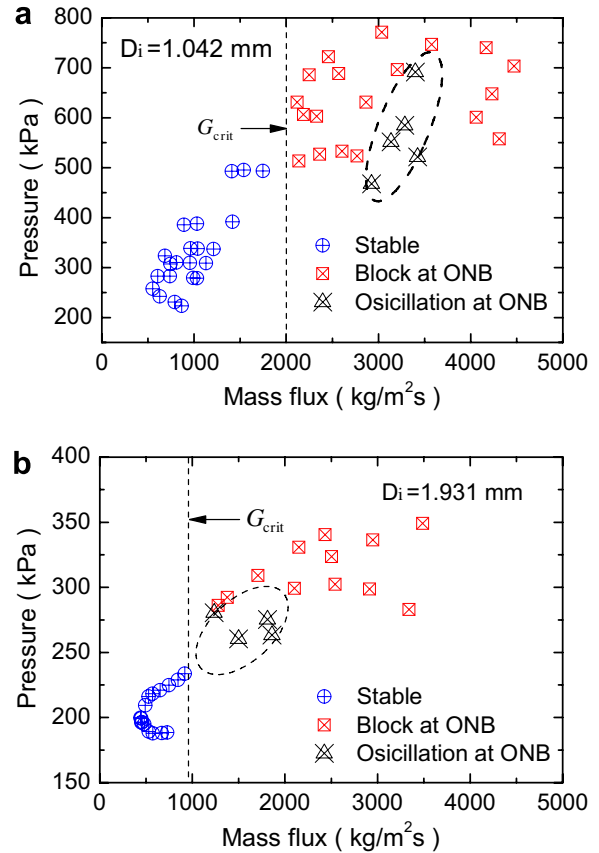 a
800
700
600
500
400
300
200
Pressure ( kPa)
Dᵢ=1.042 mm
G_crit
Stable
Block at ONB
Osicillation at ONB
0 1000 2000 3000 4000 5000
Mass flux ( kg/m²s )
b
400
350
300
250
200
150
Pressure ( kPa)
Dᵢ=1.931 mm
G_crit
Stable
Block at ONB
Osicillation at ONB
0 1000 2000 3000 4000 5000
Mass flux ( kg/m²s )